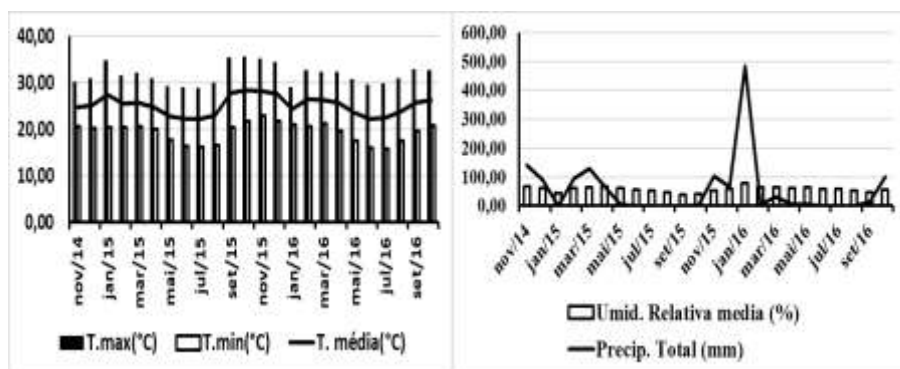 40,00
30,00
20,00
10,00
0,00
nov/14
jan/15
mar/15
mai/15
jul/15
set/15
nov/15
jan/16
mar/16
mai/16
jul/16
set/16
T.max(°C) T.min(°C) T. média(°C)
600,00
500,00
400,00
300,00
200,00
100,00
0,00
nov/14
jan/15
mar/15
mai/15
jul/15
set/15
nov/15
jan/16
mar/16
mai/16
jul/16
set/16
Umid. Relativa media (%)
Precip. Total (mm)